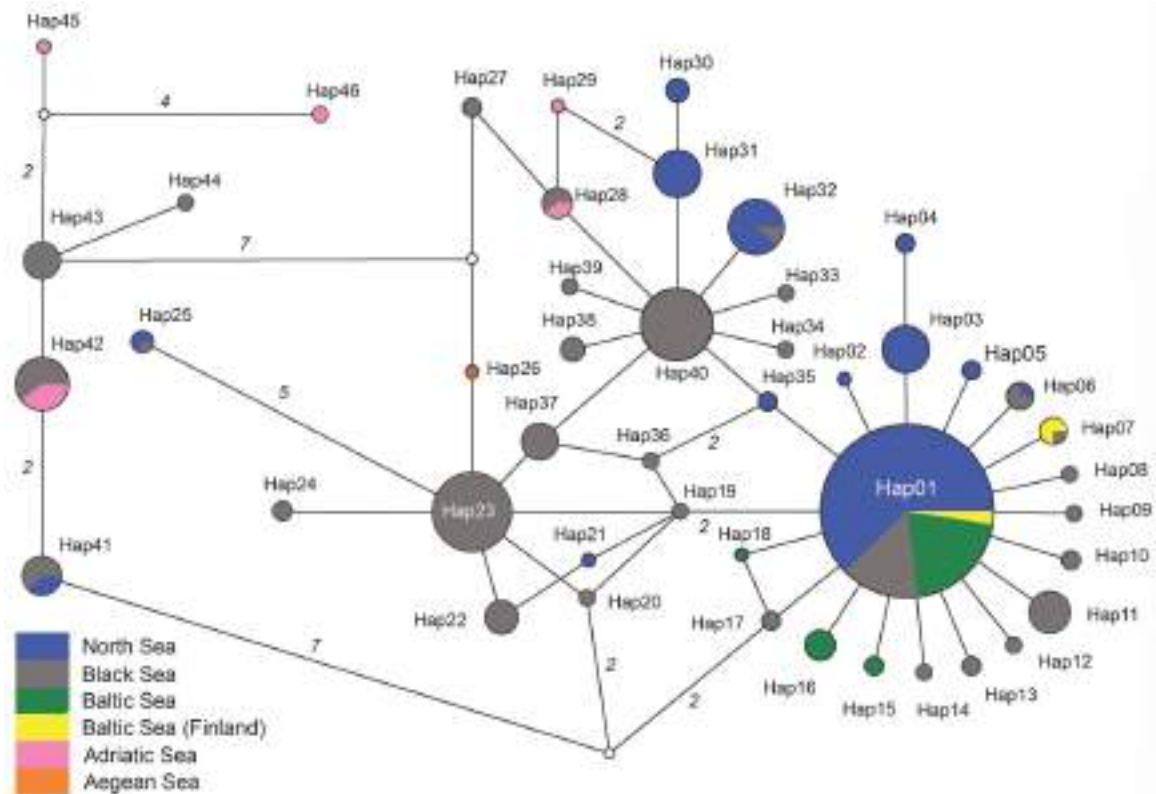 Hap45
4
Hap46
Hap27
Hap29
Hap30
2
Hap31
2
Hap44
Hap28
Hap32
Hap43
7
Hap04
Hap39
Hap33
Hap25
Hap38
Hap34
Hap03
Hap42
Hap26
Hap40
Hap02
Hap05
5
Hap35
Hap06
Hap37
Hap07
2
Hap36
2
Hap08
Hap24
Hap23
Hap19
Hap01
Hap09
2
Hap41
Hap21
Hap18
Hap10
Hap22
Hap20
Hap17
Hap11
7
2
Hap16
Hap12
2
Hap15
Hap14
Hap13
North Sea
Black Sea
Baltic Sea
Baltic Sea (Finland)
Adriatic Sea
Aegean Sea